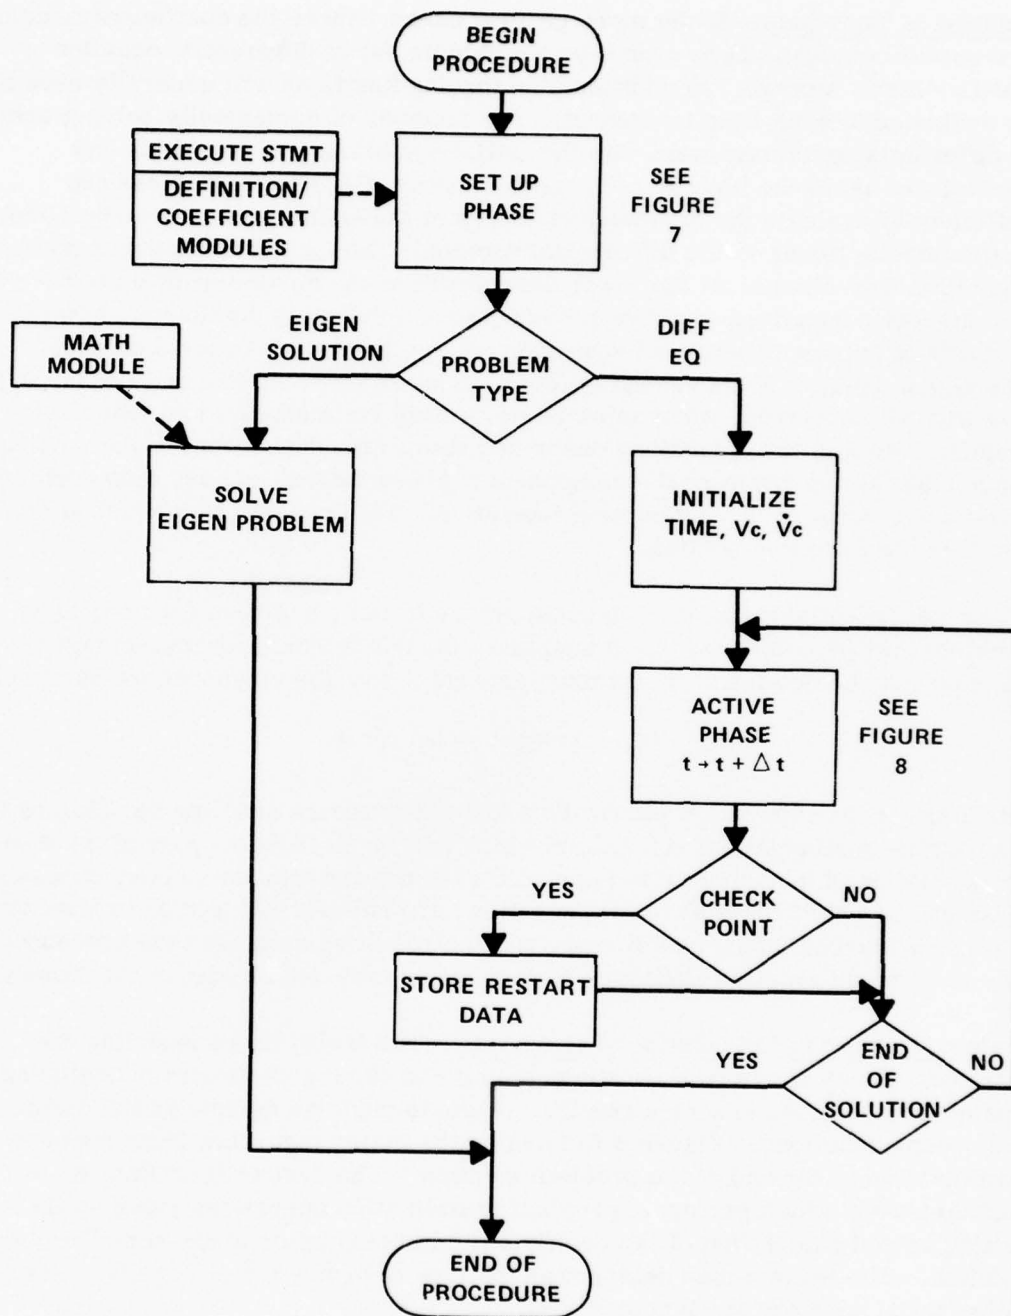 BEGIN
PROCEDURE
EXECUTE STMT
DEFINITION/
COEFFICIENT
MODULES
SET UP
PHASE
SEE
FIGURE
7
MATH
MODULE
EIGEN
SOLUTION
PROBLEM
TYPE
DIFF
EQ
SOLVE
EIGEN PROBLEM
INITIALIZE
TIME, Vc, V̇c
ACTIVE
PHASE
t → t + Δ t
SEE
FIGURE
8
YES
CHECK
POINT
NO
STORE RESTART
DATA
YES
END
OF
SOLUTION
NO
END OF
PROCEDURE